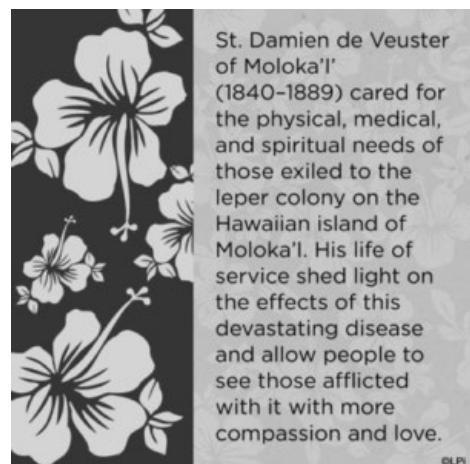 St. Damien de Veuster
of Moloka'I'
(1840–1889) cared for
the physical, medical,
and spiritual needs of
those exiled to the
leper colony on the
Hawaiian island of
Moloka'I. His life of
service shed light on
the effects of this
devastating disease
and allow people to
see those afflicted
with it with more
compassion and love.
©LPi